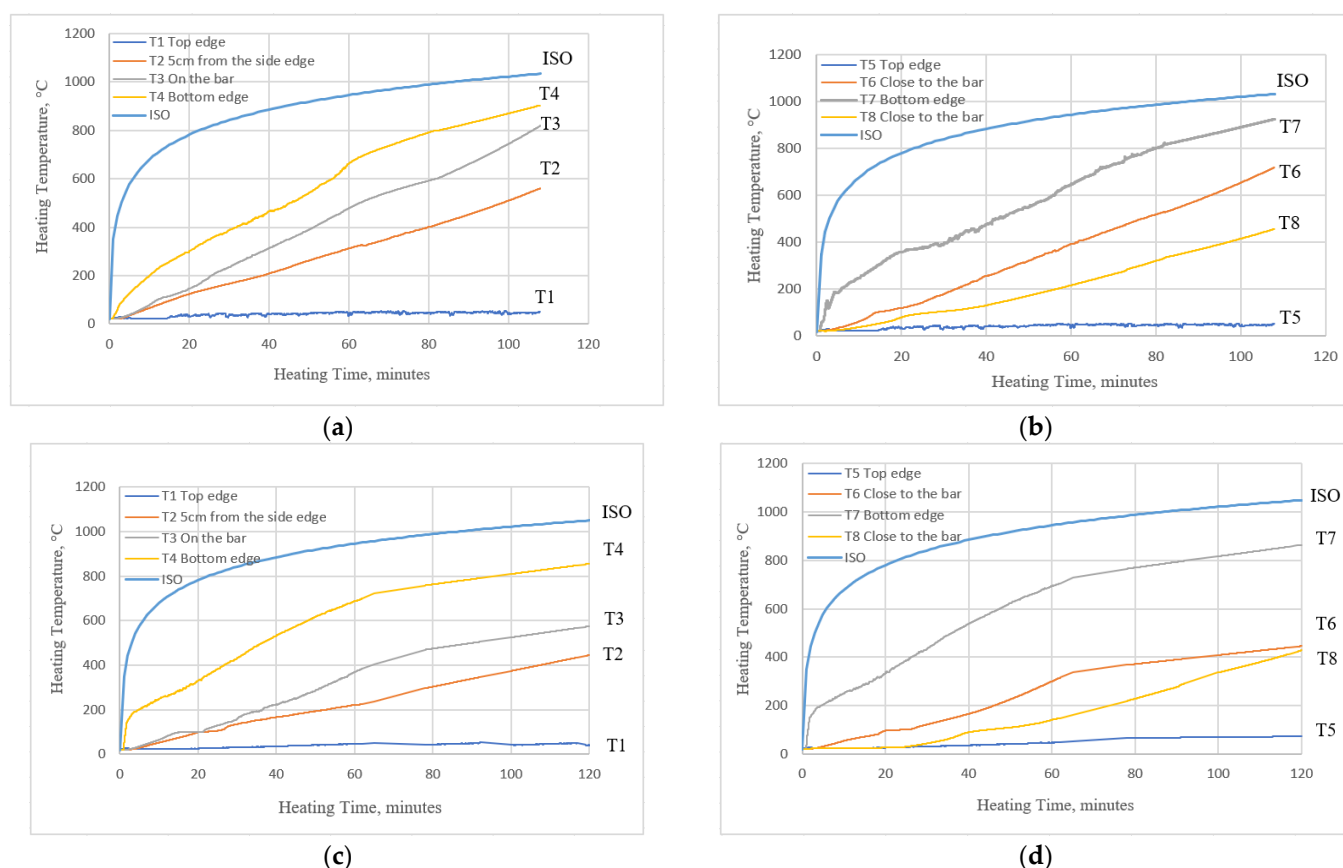 1200
1000
800
600
400
200
0
Heating Temperature, °C
T1 Top edge
T2 5cm from the side edge
T3 On the bar
T4 Bottom edge
ISO
ISO
T4
T3
T2
T1
0 20 40 60 80 100 120
Heating Time, minutes
(a)
1200
1000
800
600
400
200
0
Heating Temperature, °C
T5 Top edge
T6 Close to the bar
T7 Bottom edge
T8 Close to the bar
ISO
ISO
T7
T6
T8
T5
0 20 40 60 80 100 120
Heating Time, minutes
(b)
1200
1000
800
600
400
200
0
Heating Temperature, °C
T1 Top edge
T2 5cm from the side edge
T3 On the bar
T4 Bottom edge
ISO
ISO
T4
T3
T2
T1
0 20 40 60 80 100 120
Heating Time, minutes
(c)
1200
1000
800
600
400
200
0
Heating Temperature, °C
T5 Top edge
T6 Close to the bar
T7 Bottom edge
T8 Close to the bar
ISO
ISO
T7
T6
T8
T5
0 20 40 60 80 100 120
Heating Time, minutes
(d)